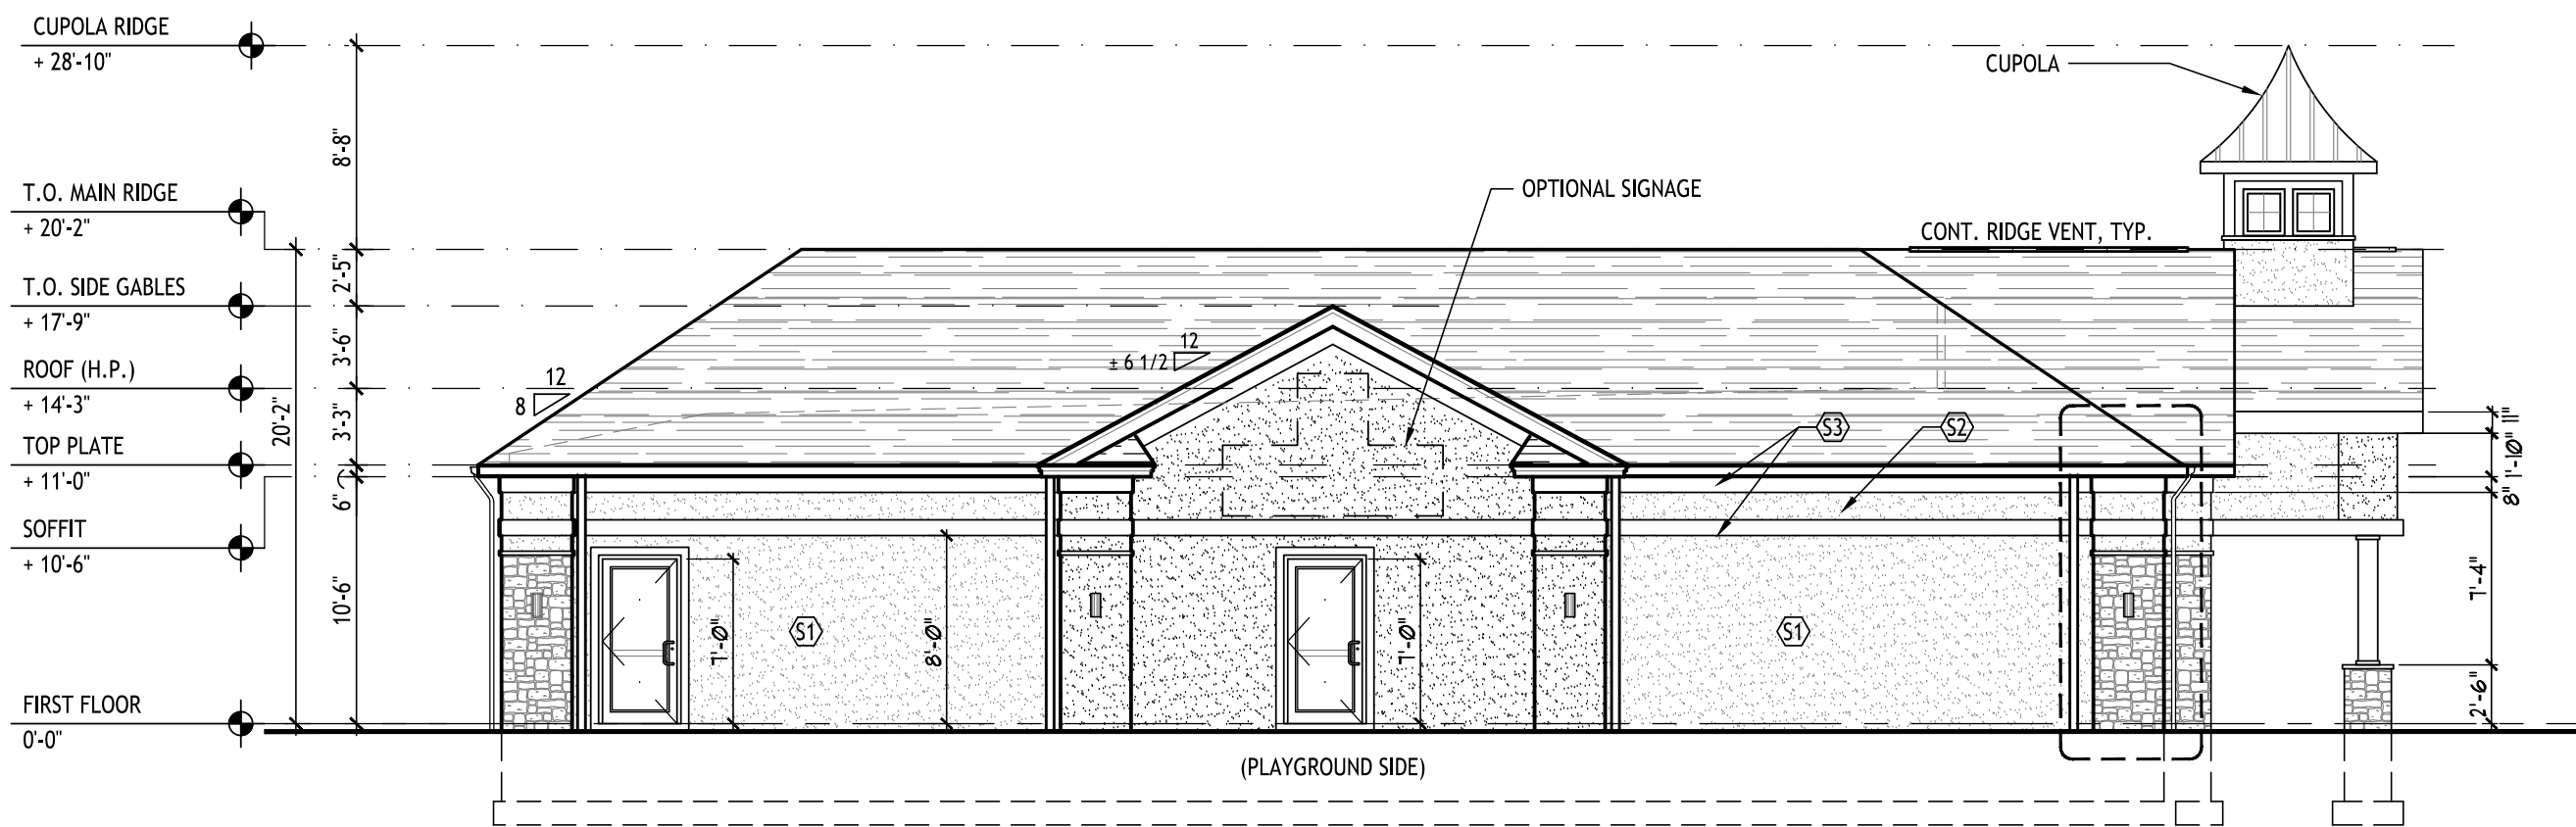 CUPOLA RIDGE
+ 28'-10"
CUPOLA
8'-8"
T.O. MAIN RIDGE
+ 20'-2"
OPTIONAL SIGNAGE
CONT. RIDGE VENT, TYP.
2'-5"
T.O. SIDE GABLES
+ 17'-9"
3'-6"
12
± 6 1/2
ROOF (H.P.)
+ 14'-3"
12
8
20'-2"
3'-3"
TOP PLATE
+ 11'-0"
S3
S2
11"
1'-10"
8"
6"
SOFFIT
+ 10'-6"
10'-6"
7'-0"
S1
8'-0"
7'-0"
S1
7'-4"
2'-6"
FIRST FLOOR
0'-0"
(PLAYGROUND SIDE)